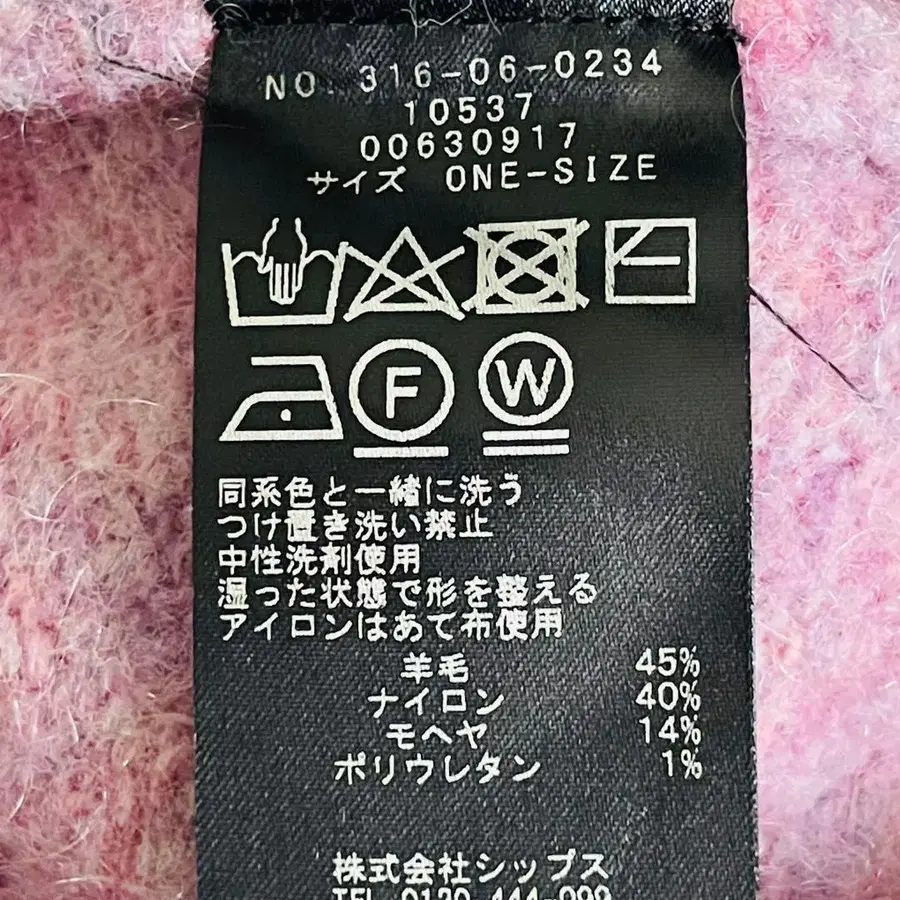 NO. 316-06-0234
10537
00630917
サイズ ONE-SIZE
F W
同系色と一緒に洗う
つけ置き洗い禁止
中性洗剤使用
湿った状態で形を整える
アイロンはあて布使用
羊毛 45%
ナイロン 40%
モヘヤ 14%
ポリウレタン 1%
株式会社シップス
TEL 0120-444-099